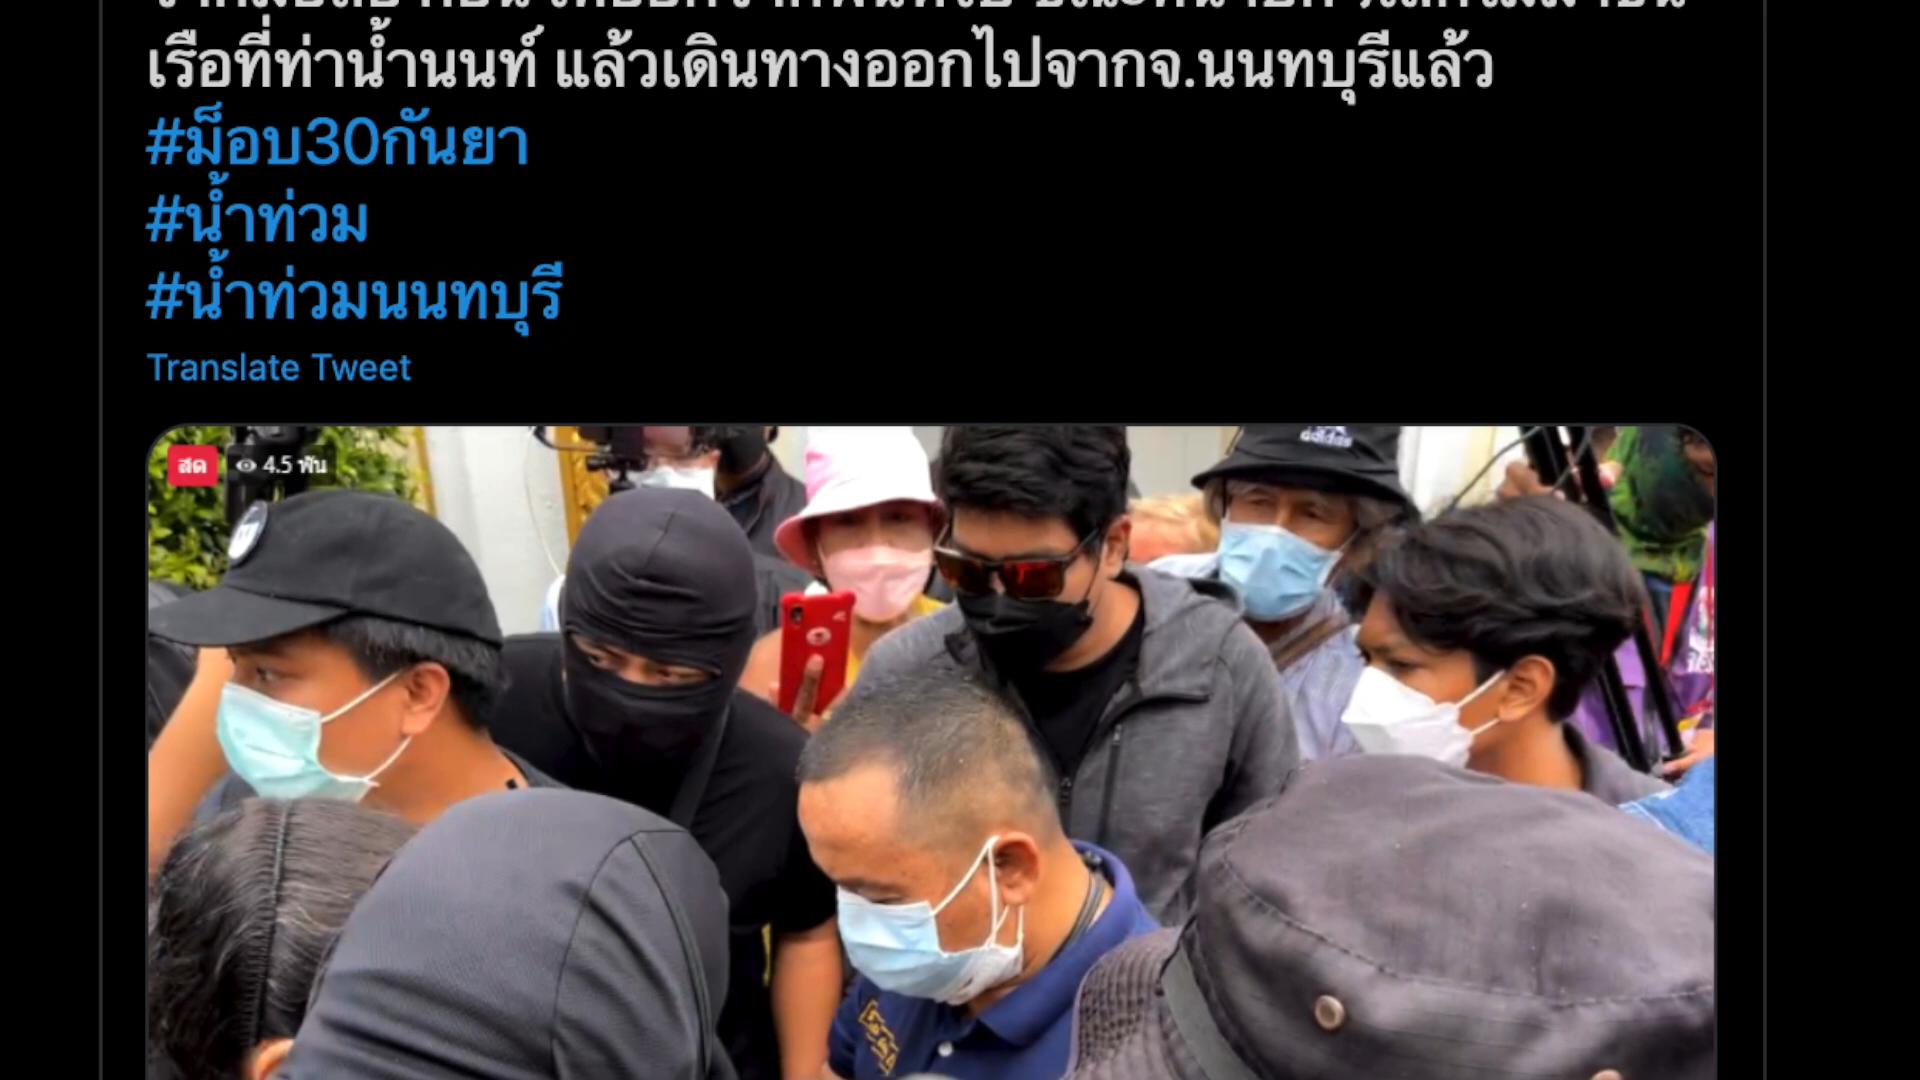 เรือที่ท่าน้ำนนท์ แล้วเดินทางออกไปจากจ.นนทบุรีแล้ว
#ม็อบ30กันยา
#น้ำท่วม
#น้ำท่วมนนทบุรี
Translate Tweet
สด 4.5 พัน
adidas